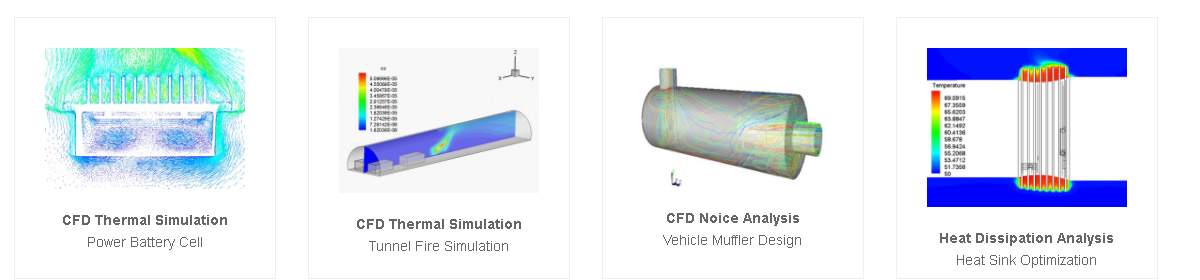 CFD Thermal Simulation
Power Battery Cell
Z
X
Y
CFD Thermal Simulation
Tunnel Fire Simulation
CFD Noice Analysis
Vehicle Muffler Design
Temperature
69.0915
67.3559
65.6203
63.8847
62.1492
60.4136
58.678
56.9424
55.2068
53.4712
51.7356
50
Heat Dissipation Analysis
Heat Sink Optimization